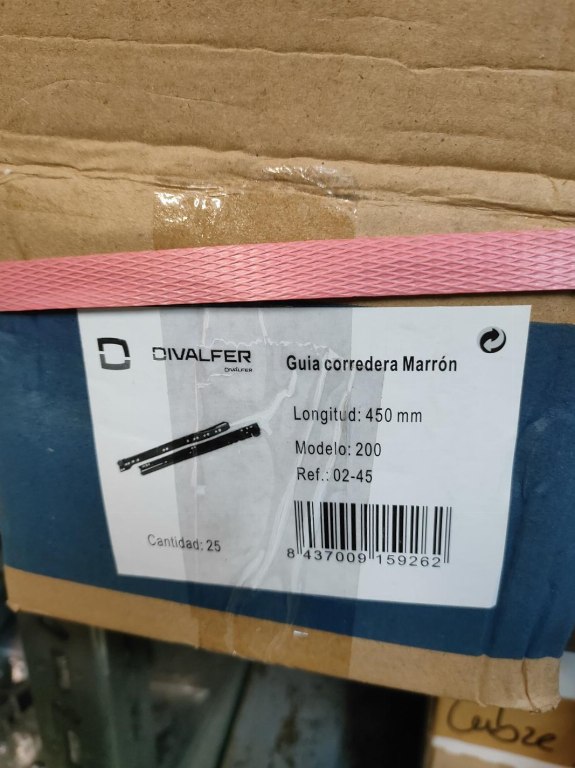 DIVALFER
DIVALFER
Guia corredera Marrón
Longitud: 450 mm
Modelo: 200
Ref.: 02-45
Cantidad: 25
8 437009 159262
Cubre